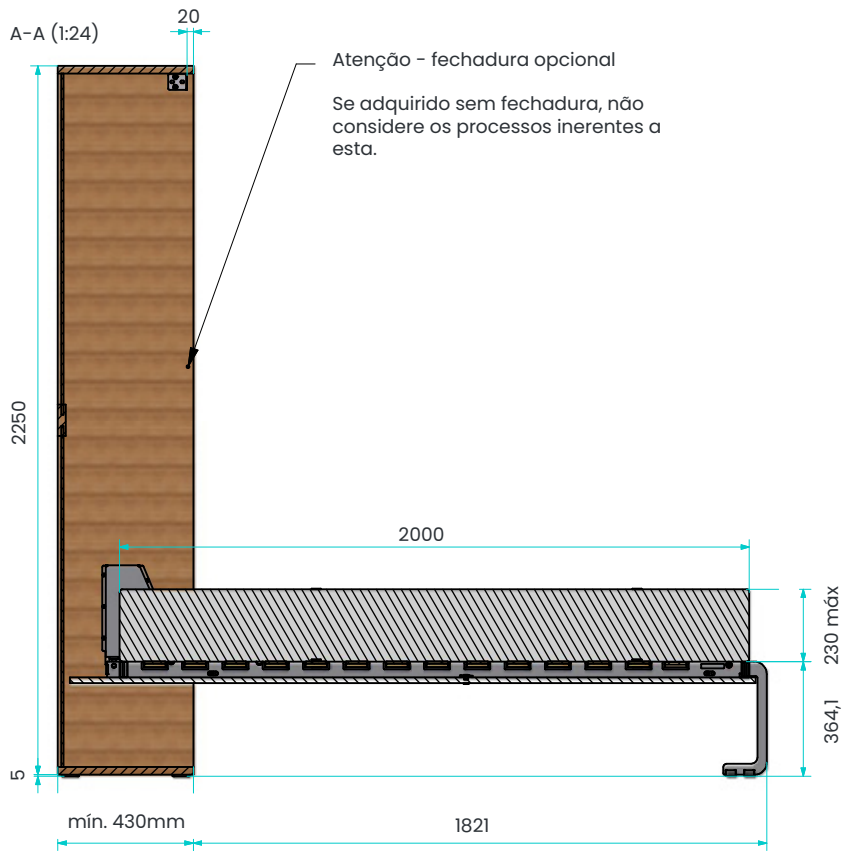 A-A (1:24)
20
Atenção - fechadura opcional
Se adquirido sem fechadura, não
considere os processos inerentes a
esta.
2250
2000
230 máx
364,1
5
mín. 430mm
1821